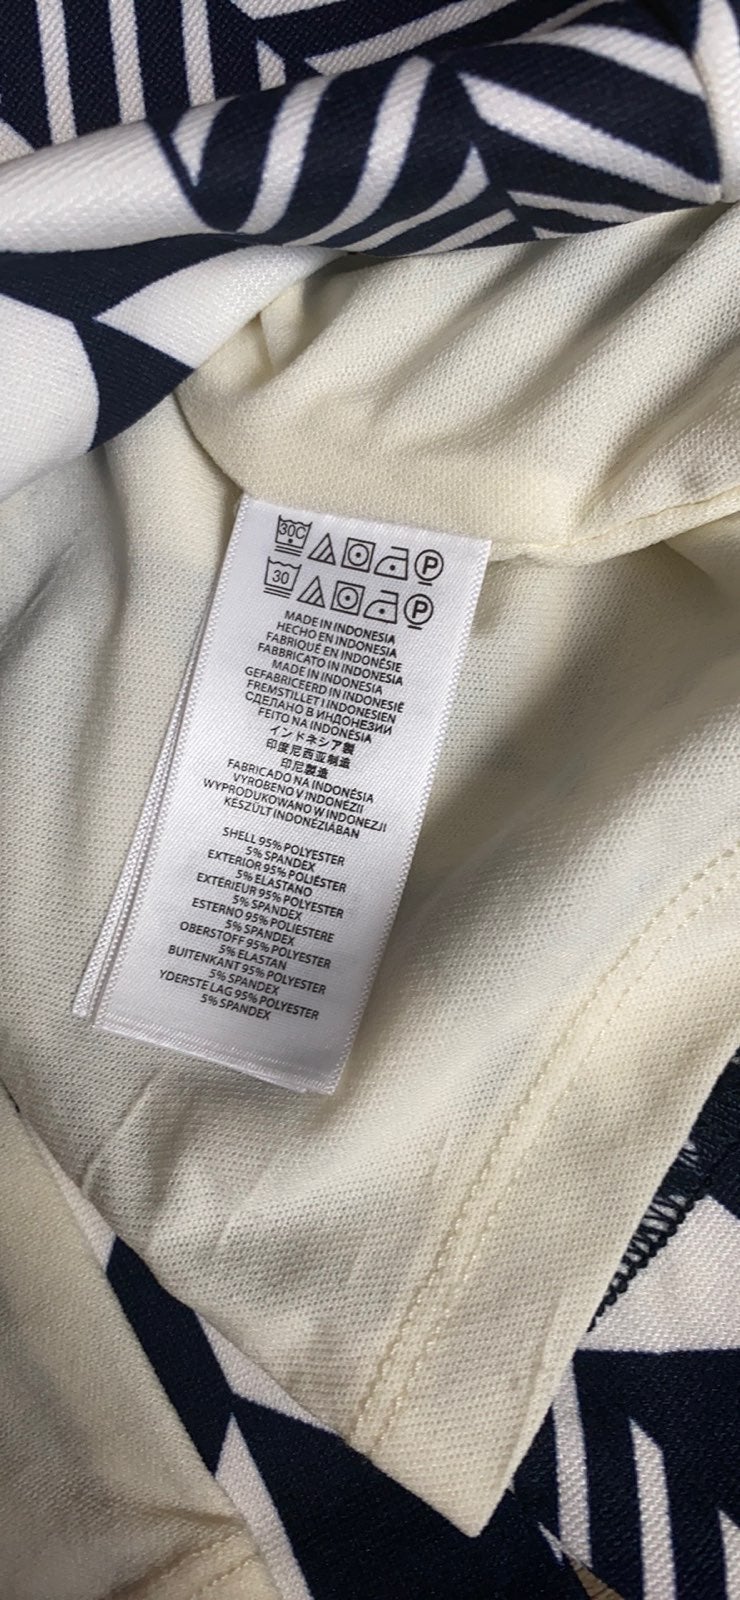 30C P
30 P
MADE IN INDONESIA
HECHO EN INDONESIA
FABRIQUÉ EN INDONÉSIE
FABBRICATO IN INDONESIA
MADE IN INDONESIA
GEFABRICEERD IN INDONESIË
FREMSTILLET I INDONESIEN
СДЕЛАНО В ИНДОНЕЗИИ
FEITO NA INDONÉSIA
インドネシア製
印度尼西亚制造
印尼製造
FABRICADO NA INDONÉSIA
VYROBENO V INDONÉZII
WYPRODUKOWANO W INDONEZJI
KÉSZÜLT INDONÉZIÁBAN
SHELL 95% POLYESTER
5% SPANDEX
EXTERIOR 95% POLIÉSTER
5% ELASTANO
EXTÉRIEUR 95% POLYESTER
5% SPANDEX
ESTERNO 95% POLIESTERE
5% SPANDEX
OBERSTOFF 95% POLYESTER
5% ELASTAN
BUITENKANT 95% POLYESTER
5% SPANDEX
YDERSTE LAG 95% POLYESTER
5% SPANDEX